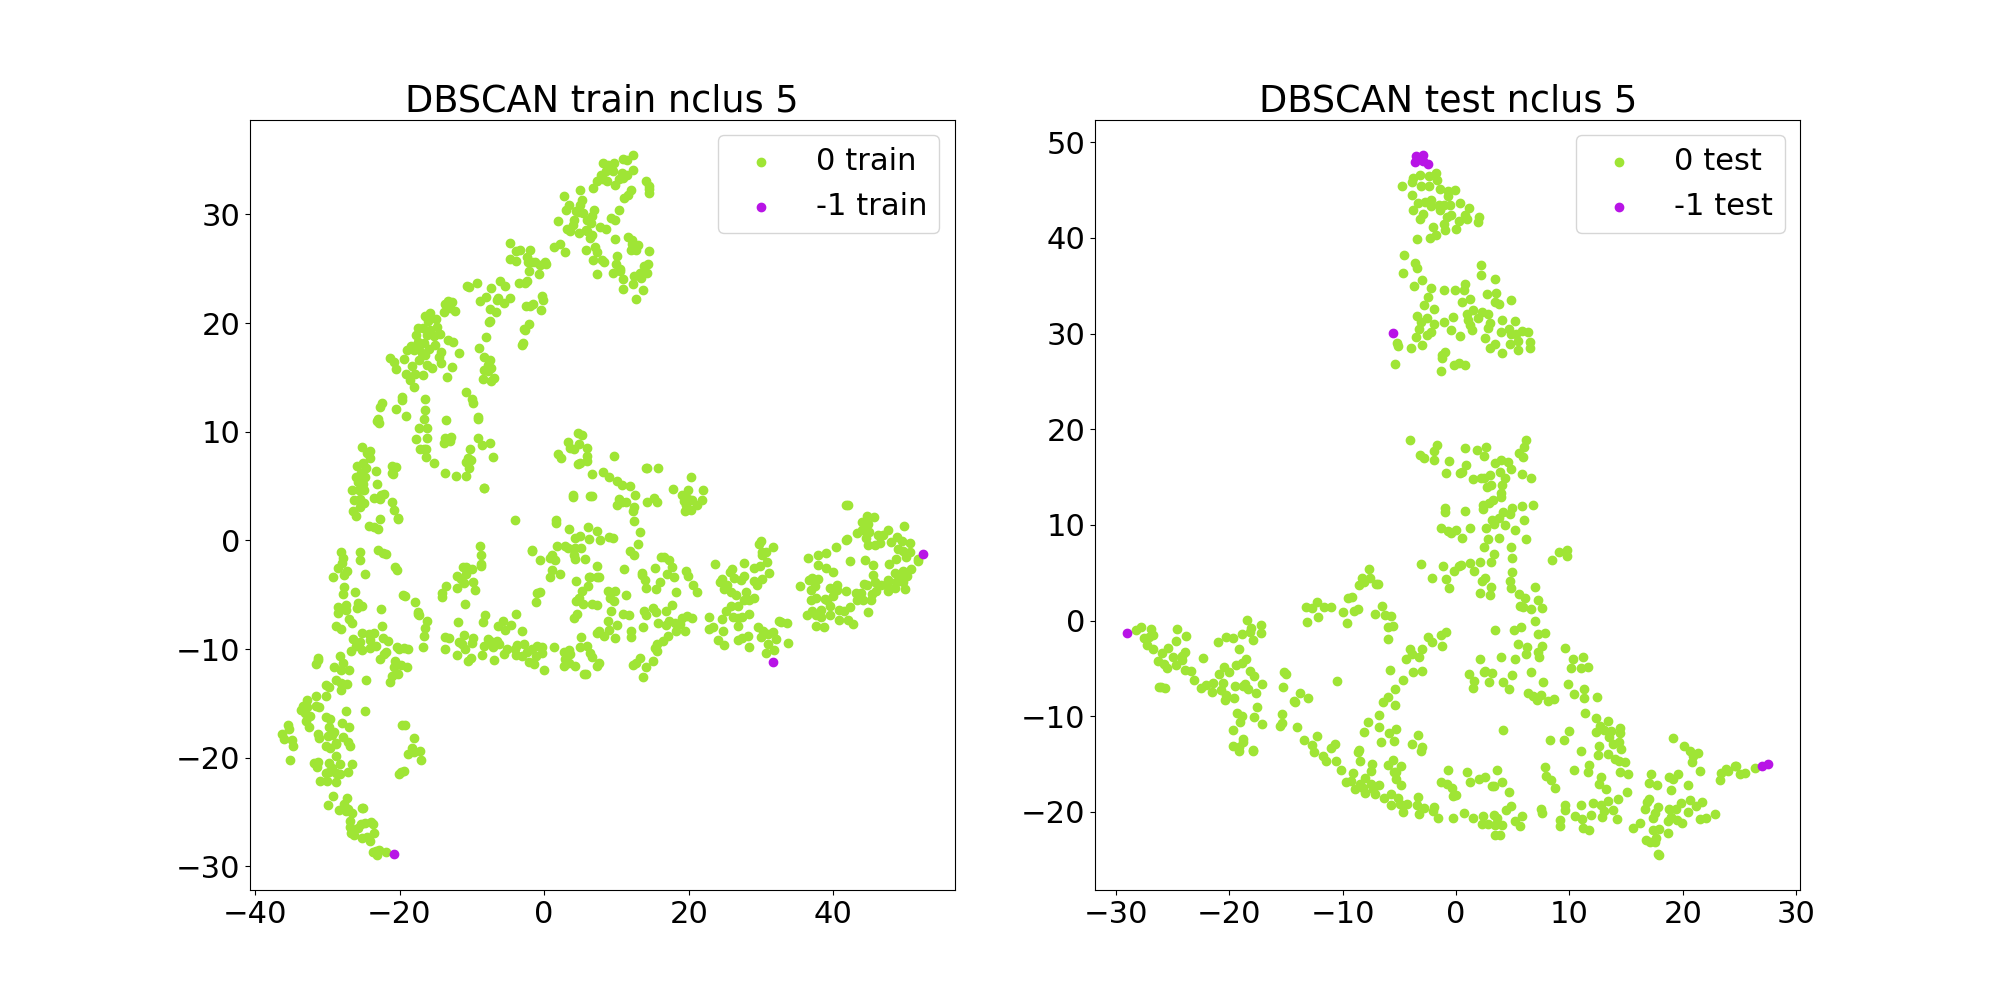 DBSCAN train nclus 5
0 train
-1 train
30
20
10
0
−10
−20
−30
−40 −20 0 20 40
DBSCAN test nclus 5
0 test
-1 test
50
40
30
20
10
0
−10
−20
−30 −20 −10 0 10 20 30